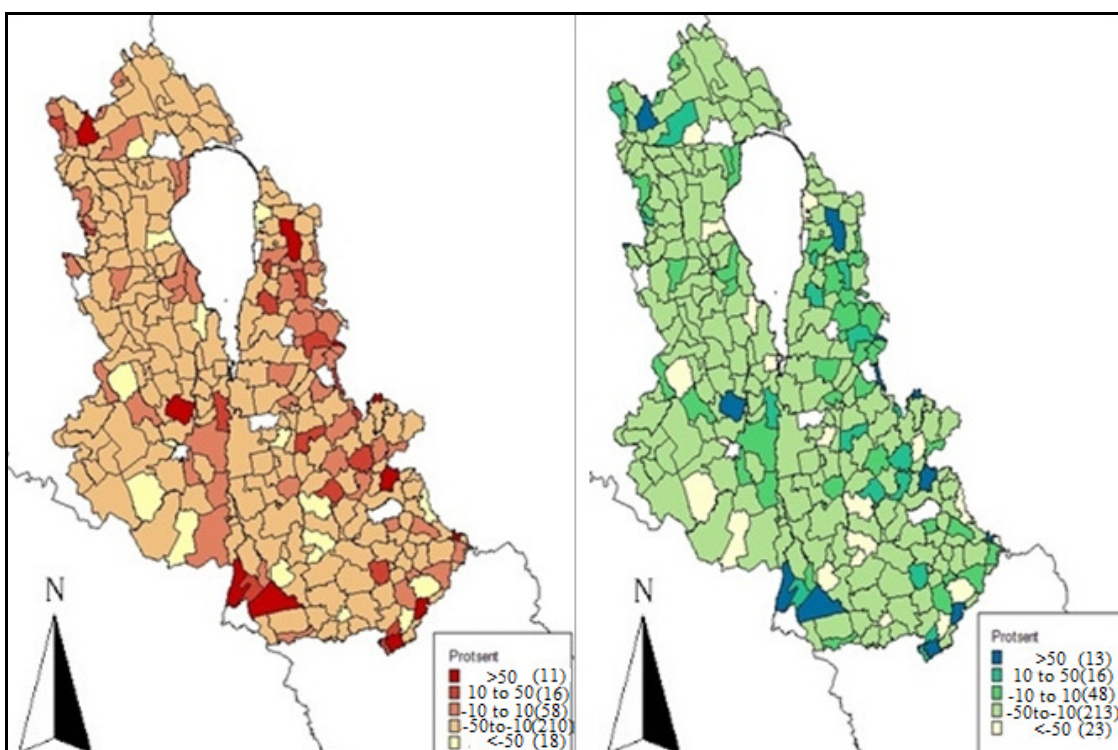 N
Protsent
>50 (11)
10 to 50(16)
-10 to 10(58)
-50to-10(210)
<-50 (18)
N
Protsent
>50 (13)
10 to 50(16)
-10 to 10(48)
-50to-10(213)
<-50 (23)